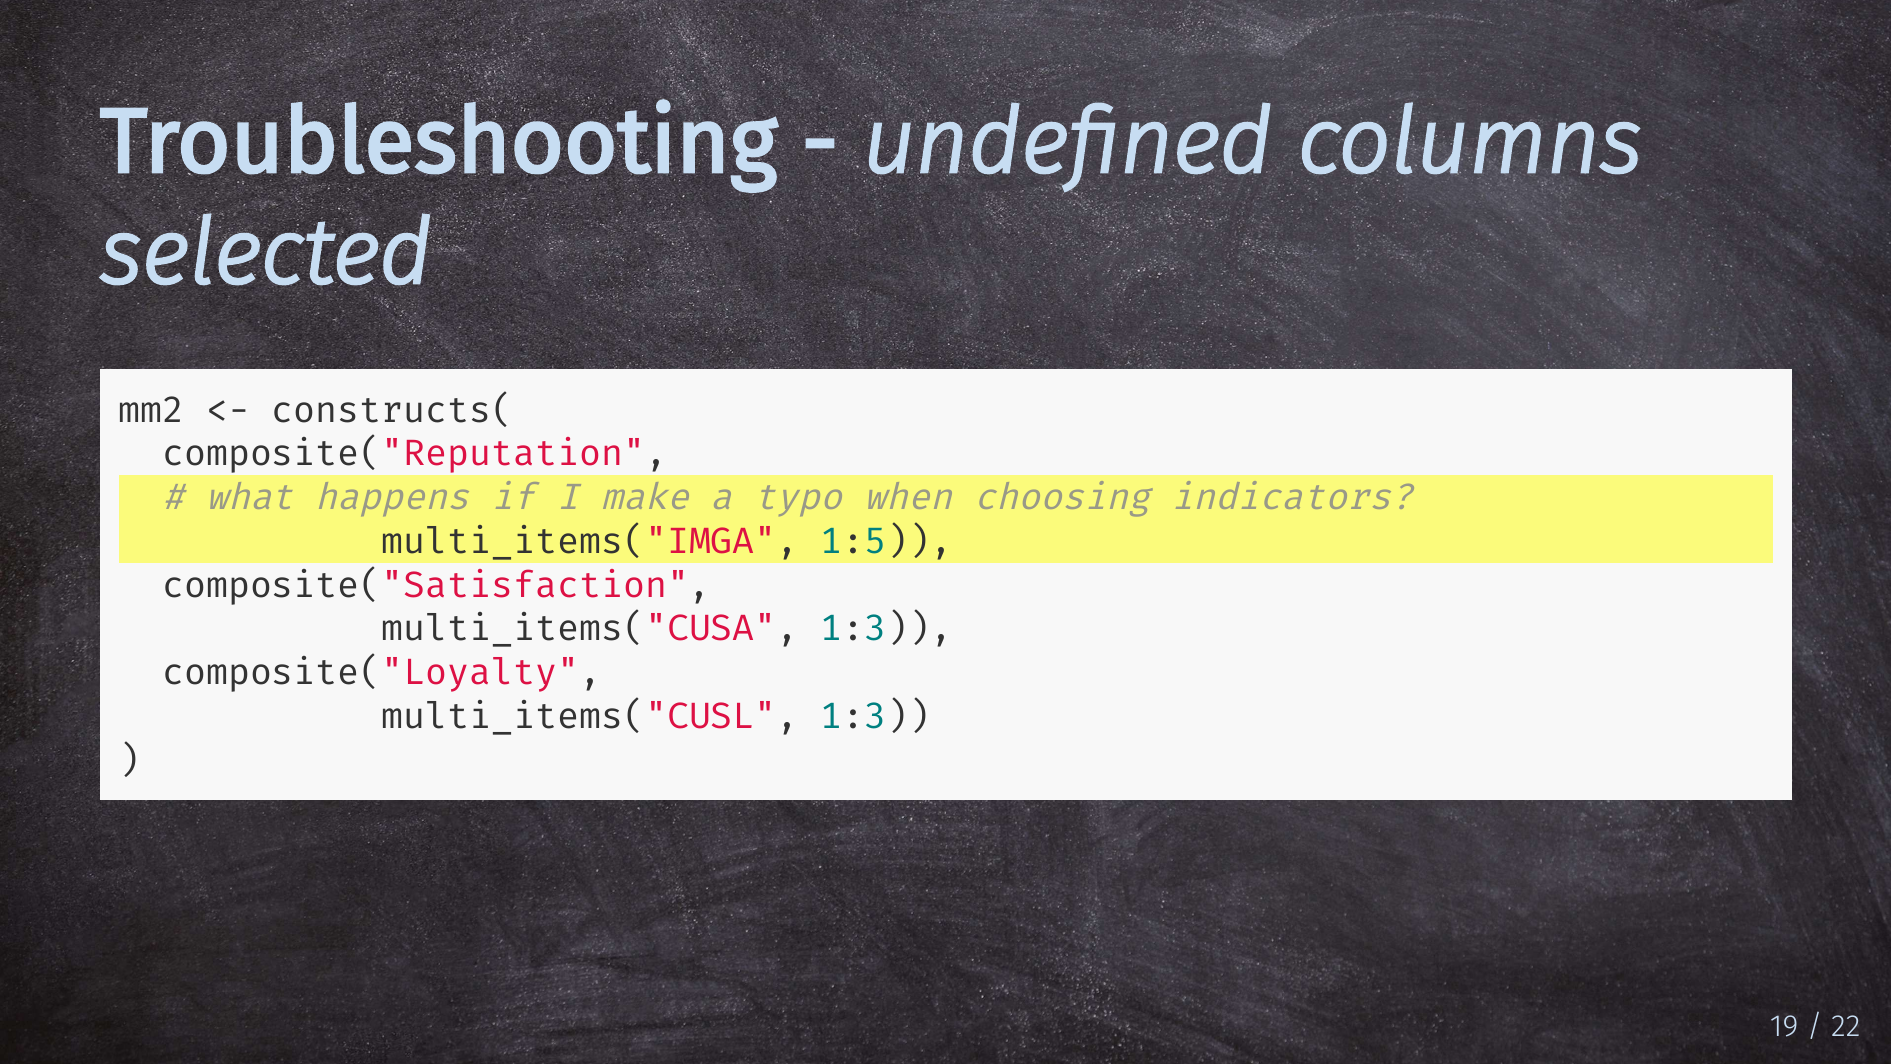 Troubleshooting - undefined columns
selected
mm2 <- constructs(
  composite("Reputation",
  # what happens if I make a typo when choosing indicators?
            multi_items("IMGA", 1:5)),
  composite("Satisfaction",
            multi_items("CUSA", 1:3)),
  composite("Loyalty",
            multi_items("CUSL", 1:3))
)
19 / 22